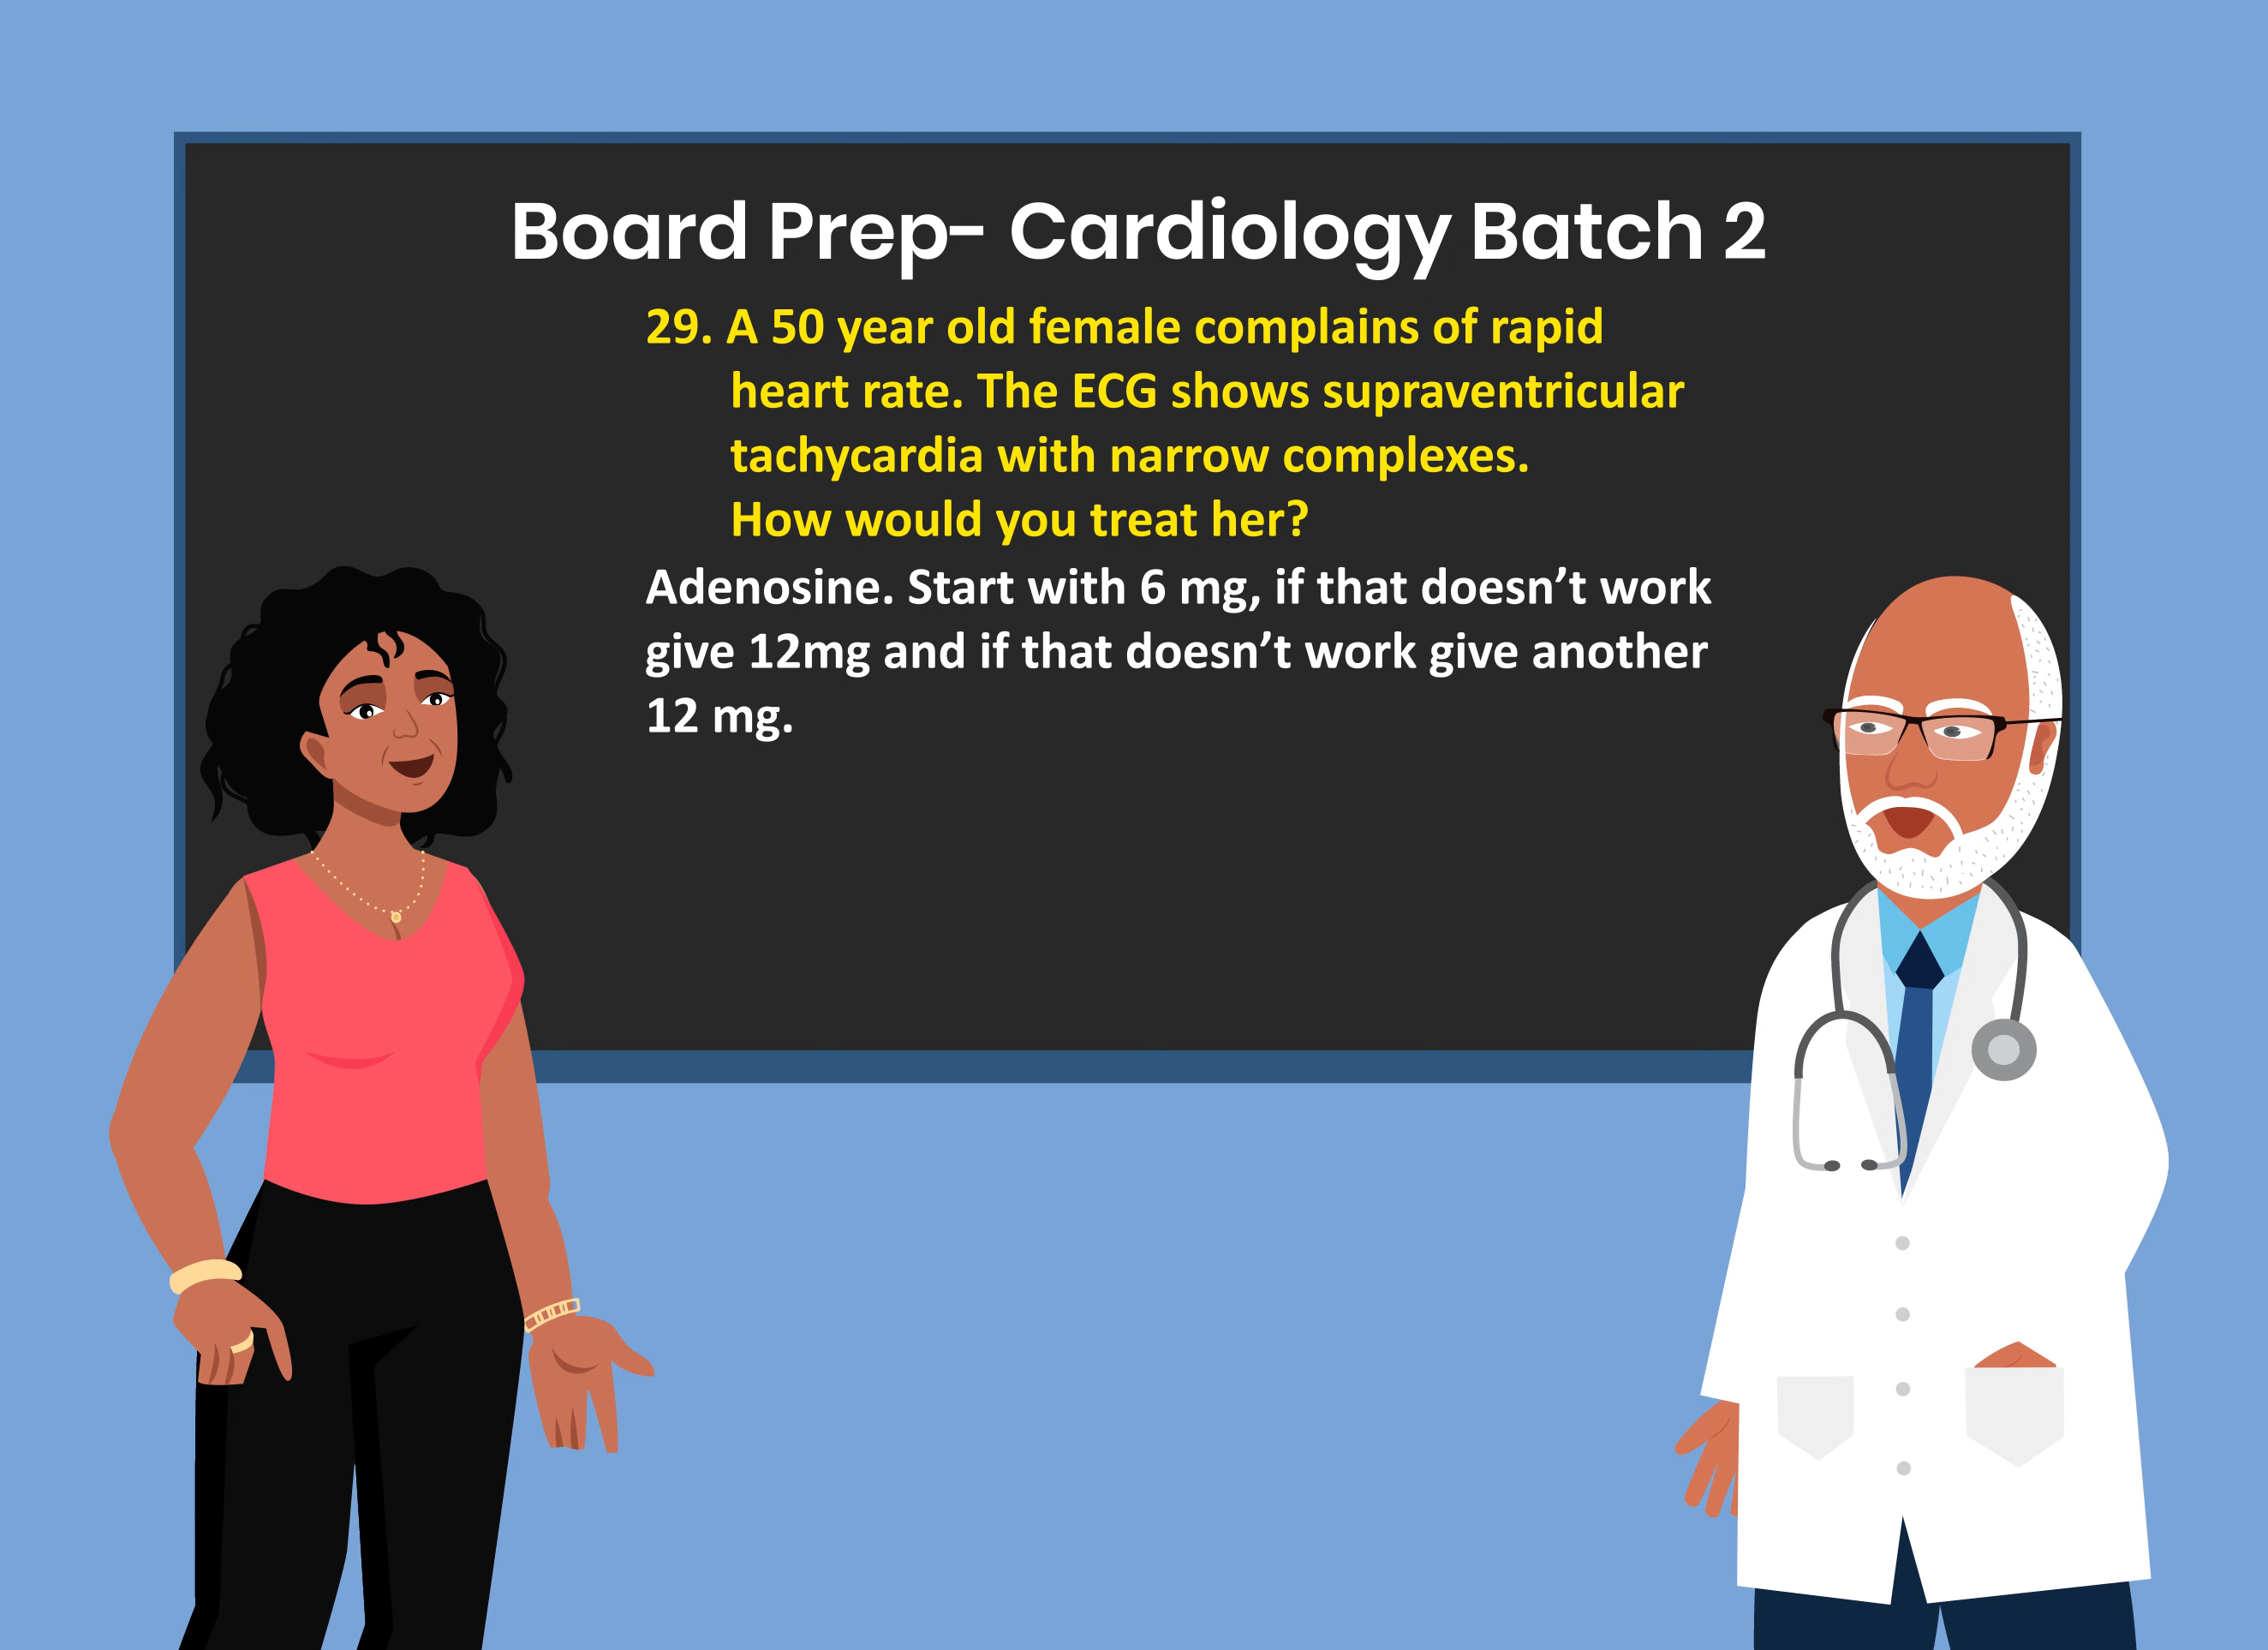 Board Prep- Cardiology Batch 2
29. A 50 year old female complains of rapid
heart rate. The ECG shows supraventricular
tachycardia with narrow complexes.
How would you treat her?
Adenosine. Start with 6 mg, if that doesn’t work
give 12mg and if that doesn’t work give another
12 mg.